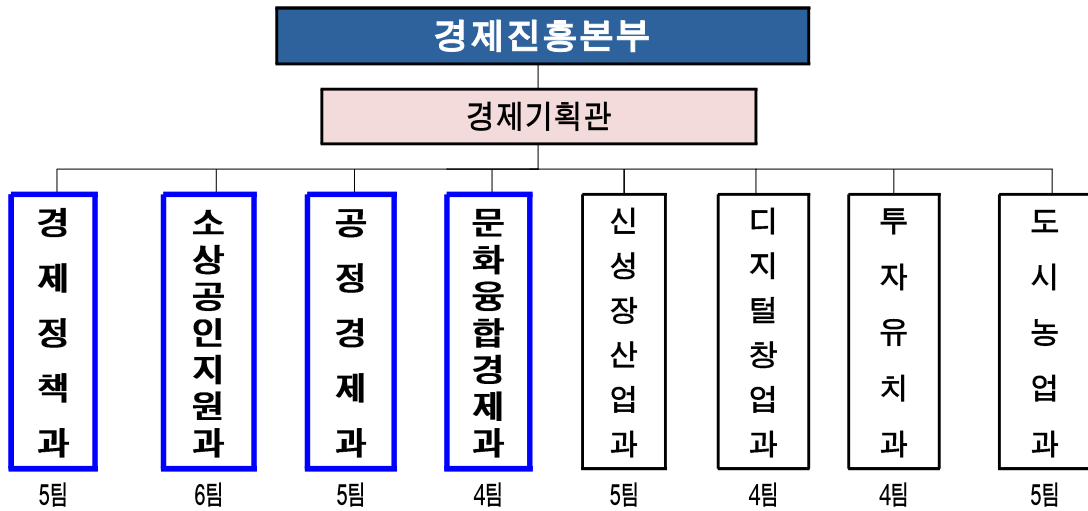 경제진흥본부
경제기획관
경제정책과
소상공인지원과
공정경제과
문화융합경제과
신성장산업과
디지털창업과
투자유치과
도시농업과
5팀
6팀
5팀
4팀
5팀
4팀
4팀
5팀